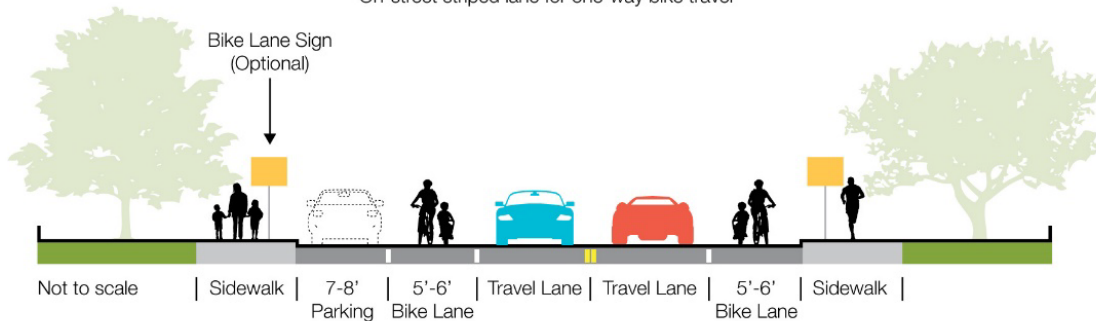 On-street striped lane for one-way bike travel
Bike Lane Sign
(Optional)
Not to scale
Sidewalk
7-8'
Parking
5'-6'
Bike Lane
Travel Lane
Travel Lane
5'-6'
Bike Lane
Sidewalk